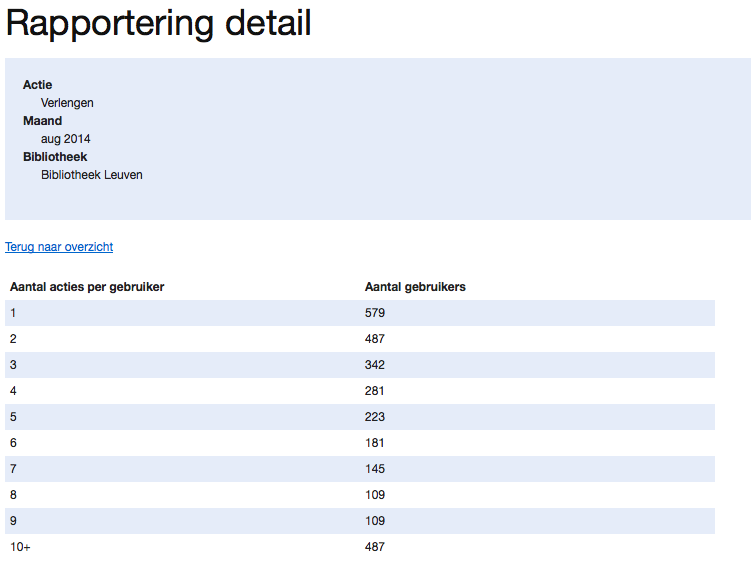 Rapportering detail
Actie
Verlengen
Maand
aug 2014
Bibliotheek
Bibliotheek Leuven
Terug naar overzicht
Aantal acties per gebruiker Aantal gebruikers
1 579
2 487
3 342
4 281
5 223
6 181
7 145
8 109
9 109
10+ 487